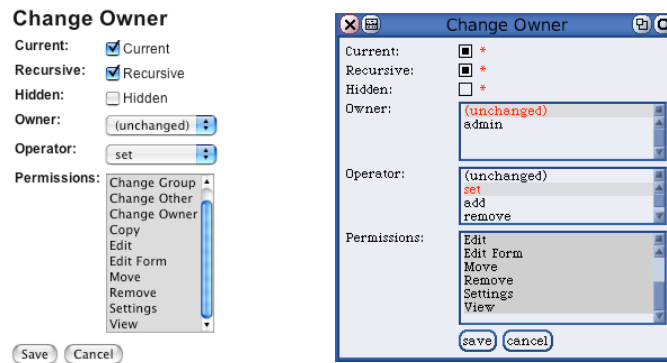 Change Owner
Current: Current
Recursive: Recursive
Hidden: Hidden
Owner: (unchanged)
Operator: set
Permissions: Change Group
Change Other
Change Owner
Copy
Edit
Edit Form
Move
Remove
Settings
View
Save Cancel
Change Owner
Current: *
Recursive: *
Hidden: *
Owner: (unchanged)
admin
Operator: (unchanged)
set
add
remove
Permissions: Edit
Edit Form
Move
Remove
Settings
View
save cancel